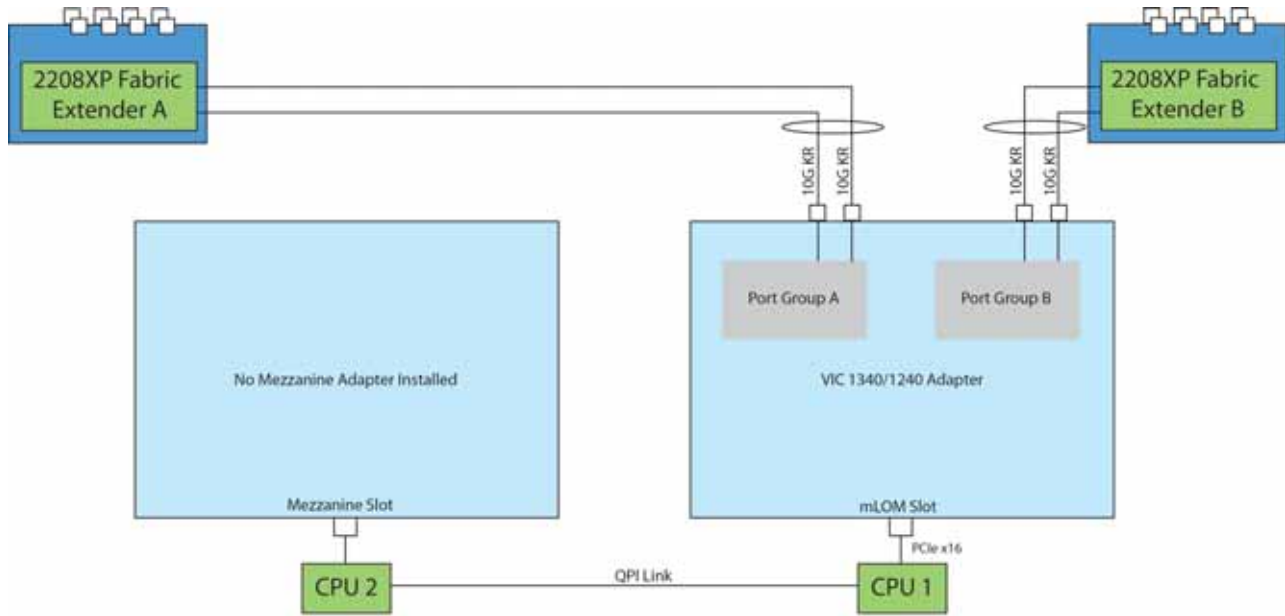 2208XP Fabric
Extender A
2208XP Fabric
Extender B
10G KR
10G KR
10G KR
10G KR
Port Group A
Port Group B
No Mezzanine Adapter Installed
VIC 1340/1240 Adapter
Mezzanine Slot
mLOM Slot
PCIe x16
CPU 2
QPI Link
CPU 1